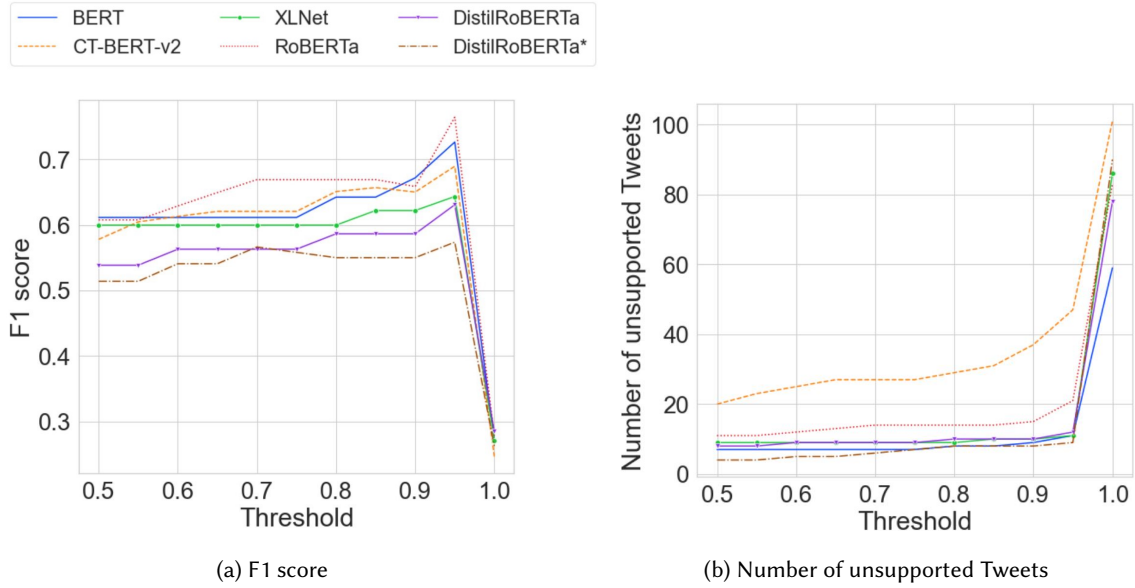 BERT XLNet DistilRoBERTa
CT-BERT-v2 RoBERTa DistilRoBERTa*
F1 score
0.7
0.6
0.5
0.4
0.3
0.5 0.6 0.7 0.8 0.9 1.0
Threshold
(a) F1 score
Number of unsupported Tweets
100
80
60
40
20
0
0.5 0.6 0.7 0.8 0.9 1.0
Threshold
(b) Number of unsupported Tweets